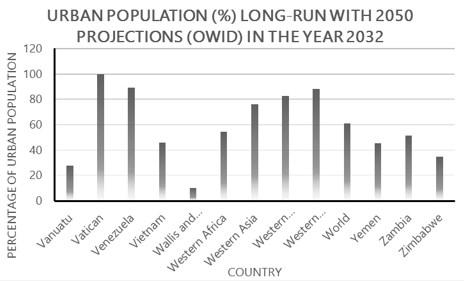 URBAN POPULATION (%) LONG-RUN WITH 2050
PROJECTIONS (OWID) IN THE YEAR 2032
PERCENTAGE OF URBAN POPULATION
120
100
80
60
40
20
0
Vanuatu
Vatican
Venezuela
Vietnam
Wallis and...
Western Africa
Western Asia
Western...
Western...
World
Yemen
Zambia
Zimbabwe
COUNTRY